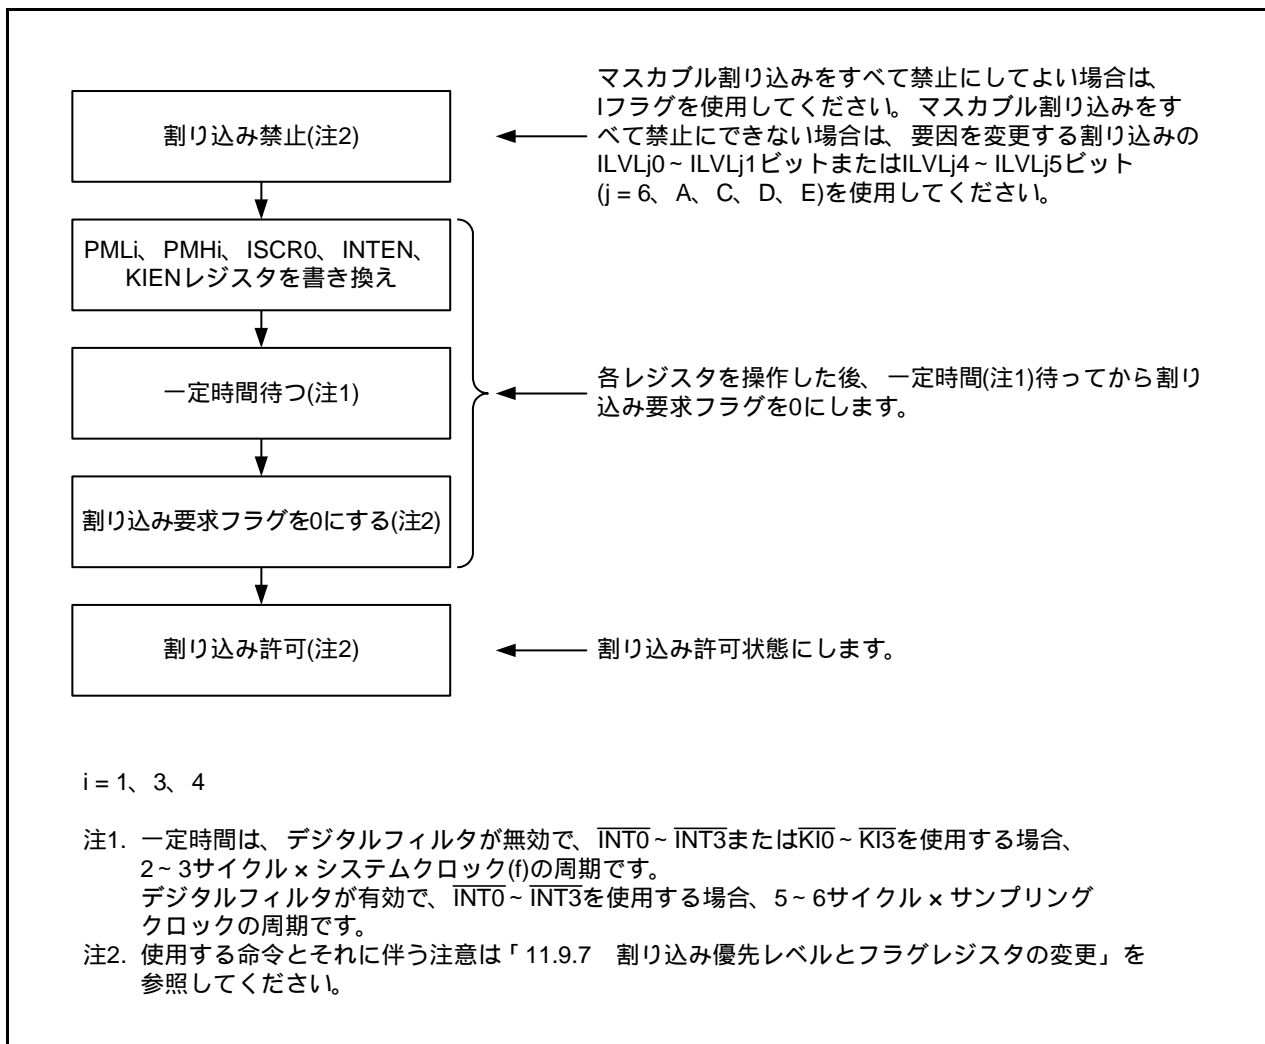 割り込み禁止(注2)
マスカブル割り込みをすべて禁止にしてよい場合は、
Iフラグを使用してください。マスカブル割り込みをす
べて禁止にできない場合は、要因を変更する割り込みの
ILVLj0～ILVLj1ビットまたはILVLj4～ILVLj5ビット
(j = 6、A、C、D、E)を使用してください。
PMLi、PMHi、ISCR0、INTEN、
KIENレジスタを書き換え
一定時間待つ(注1)
各レジスタを操作した後、一定時間(注1)待ってから割り
込み要求フラグを0にします。
割り込み要求フラグを0にする(注2)
割り込み許可(注2)
割り込み許可状態にします。
i = 1、3、4
注1. 一定時間は、デジタルフィルタが無効で、I̅N̅T̅0̅～I̅N̅T̅3̅またはK̅I̅0̅～K̅I̅3̅を使用する場合、
2～3サイクル×システムクロック(f)の周期です。
デジタルフィルタが有効で、I̅N̅T̅0̅～I̅N̅T̅3̅を使用する場合、5～6サイクル×サンプリング
クロックの周期です。
注2. 使用する命令とそれに伴う注意は「11.9.7　割り込み優先レベルとフラグレジスタの変更」を
参照してください。